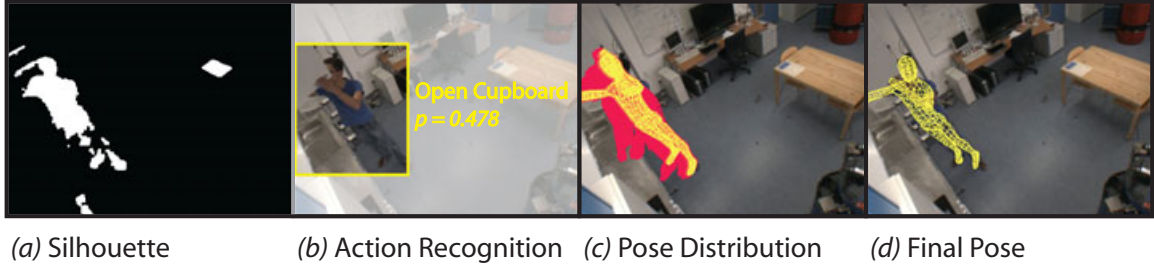 Open Cupboard
p = 0.478
(a) Silhouette
(b) Action Recognition
(c) Pose Distribution
(d) Final Pose